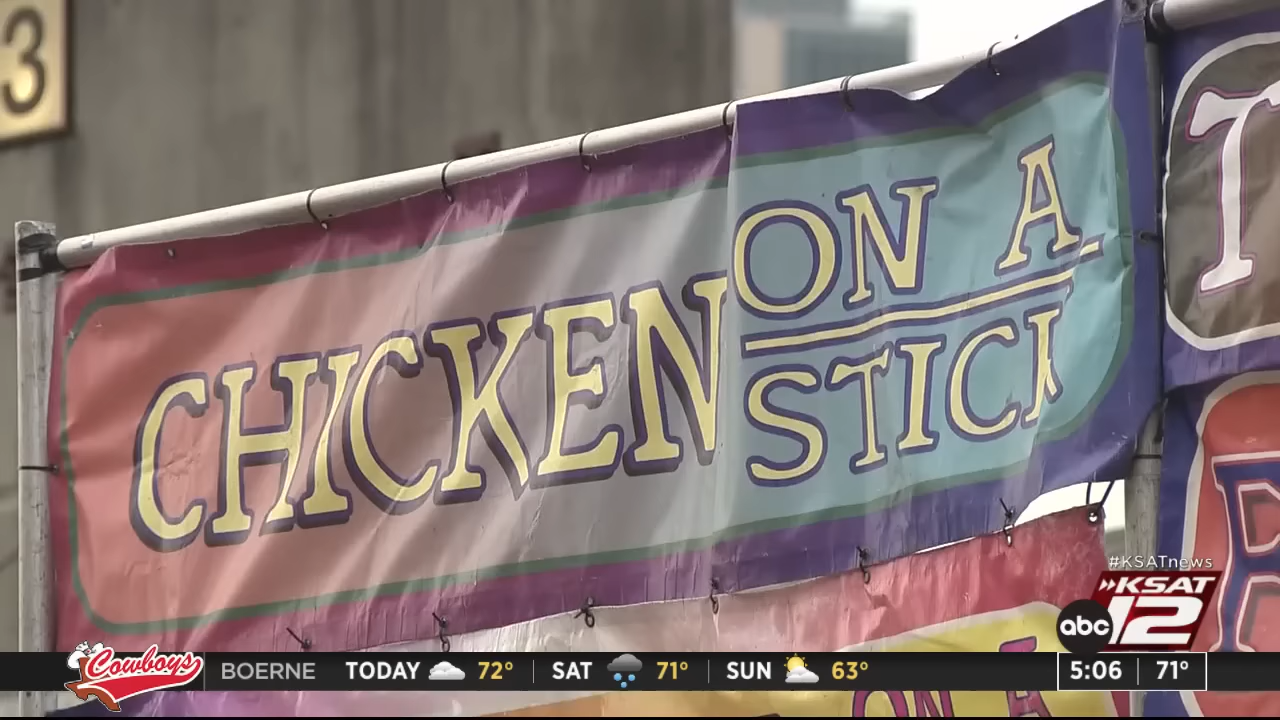 3
CHICKEN
ON A
STICK
T
B
ON A
#KSATnews
KSAT
abc 12
Cowboys
BOERNE TODAY 72° SAT 71° SUN 63° 5:06 71°